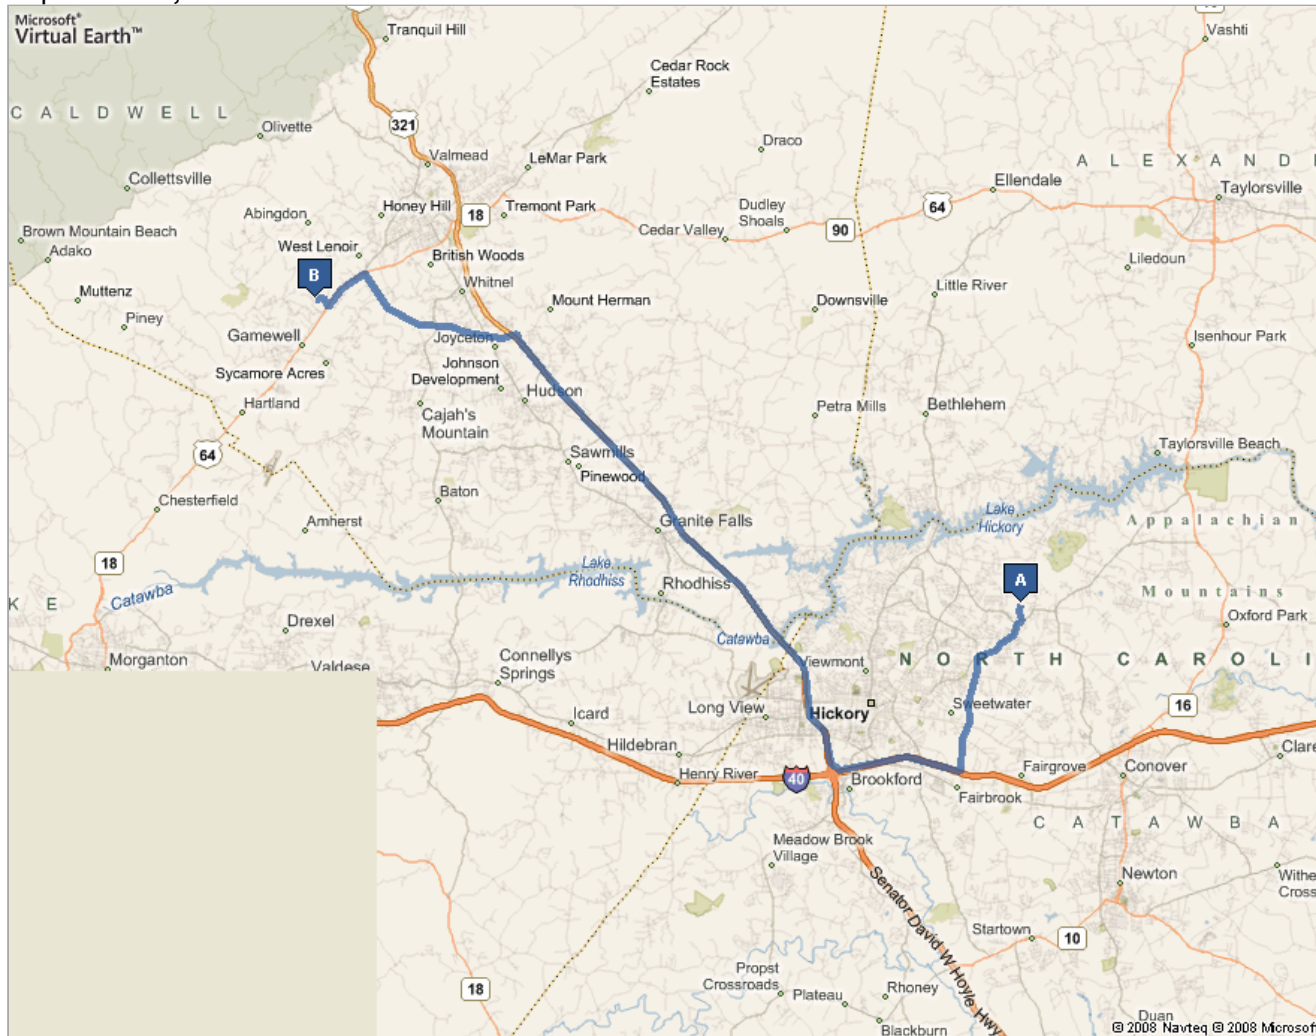 Microsoft®
Virtual Earth™
Tranquil Hill
Vashti
Cedar Rock
Estates
CALDWELL
Olivette
321
Draco
Valmead
LeMar Park
ALEXAND
Ellendale
Collettsville
Taylorsville
64
18
Tremont Park
Honey Hill
Abingdon
Dudley
Shoals
90
Cedar Valley
Brown Mountain Beach
Adako
West Lenoir
British Woods
Liledoun
B
Whitnel
Muttenz
Mount Herman
Downsville
Little River
Piney
Gamewell
Joyceton
Isenhour Park
Sycamore Acres
Johnson
Development
Hudson
Hartland
Cajah's
Mountain
Petra Mills
Bethlehem
64
Sawmills
Pinewood
Taylorsville Beach
Chesterfield
Baton
Amherst
Granite Falls
Lake
Hickory
Appalachian
18
Lake
Rhodhiss
Rhodhiss
A
Catawba
Mountains
KE
Drexel
Catawba
Oxford Park
Morganton
Valdese
Connellys
Springs
Viewmont
NORTH CAROLI
Long View
Hickory
Sweetwater
16
Icard
Hildebran
Clare
Henry River
40
Brookford
Fairgrove
Conover
Fairbrook
CATAWBA
Meadow Brook
Village
Newton
Withe
Cross
Senator David W Hoyle Hwy
Startown
10
18
Propst
Crossroads
Plateau
Rhoney
Blackburn
Duan
© 2008 Navteq © 2008 Microsof